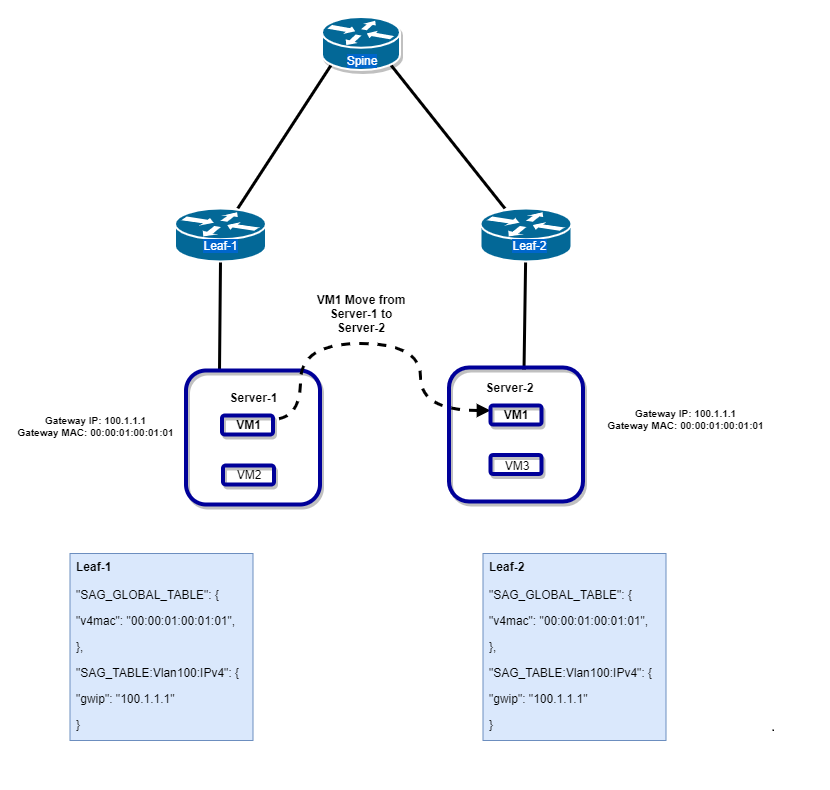 Spine
Leaf-1
Leaf-2
VM1 Move from
Server-1 to
Server-2
Server-1
VM1
VM2
Gateway IP: 100.1.1.1
Gateway MAC: 00:00:01:00:01:01
Server-2
VM1
VM3
Gateway IP: 100.1.1.1
Gateway MAC: 00:00:01:00:01:01
Leaf-1
"SAG_GLOBAL_TABLE": {
"v4mac": "00:00:01:00:01:01",
},
"SAG_TABLE:Vlan100:IPv4": {
"gwip": "100.1.1.1"
}
Leaf-2
"SAG_GLOBAL_TABLE": {
"v4mac": "00:00:01:00:01:01",
},
"SAG_TABLE:Vlan100:IPv4": {
"gwip": "100.1.1.1"
}
.